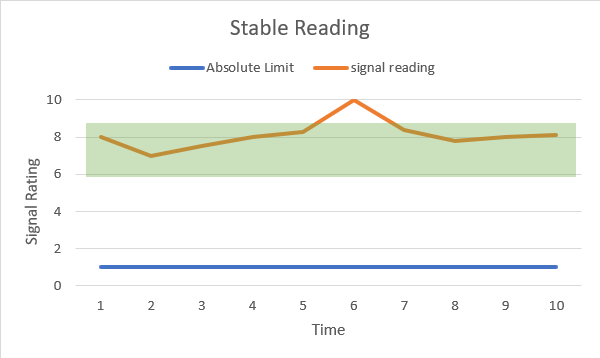 Stable Reading
Absolute Limit signal reading
10
8
6
4
2
0
Signal Rating
1 2 3 4 5 6 7 8 9 10
Time